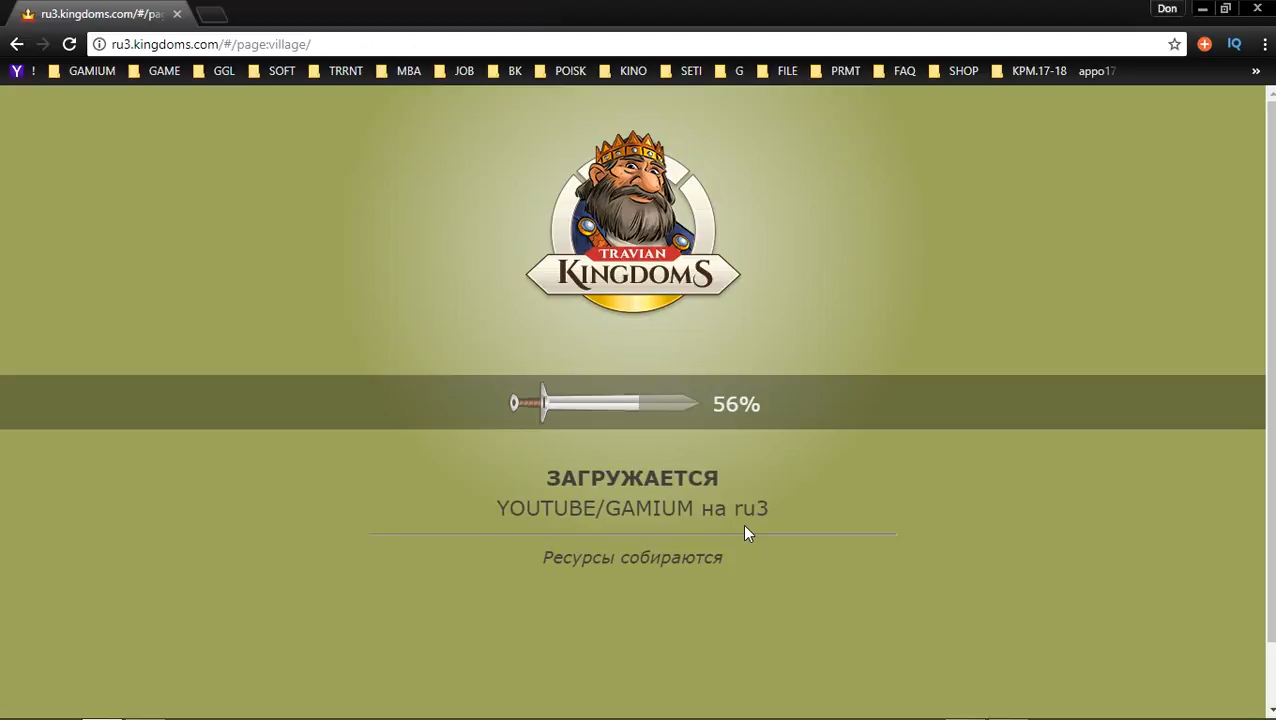 ru3.kingdoms.com/#/pag
Don
ru3.kingdoms.com/#/page:village/
IQ
Y ! GAMIUM GAME GGL SOFT TRRNT MBA JOB BK POISK KINO SETI G FILE PRMT FAQ SHOP KPM.17-18 appo17 »
TRAVIAN
KINGDOMS
56%
ЗАГРУЖАЕТСЯ
YOUTUBE/GAMIUM на ru3
Ресурсы собираются